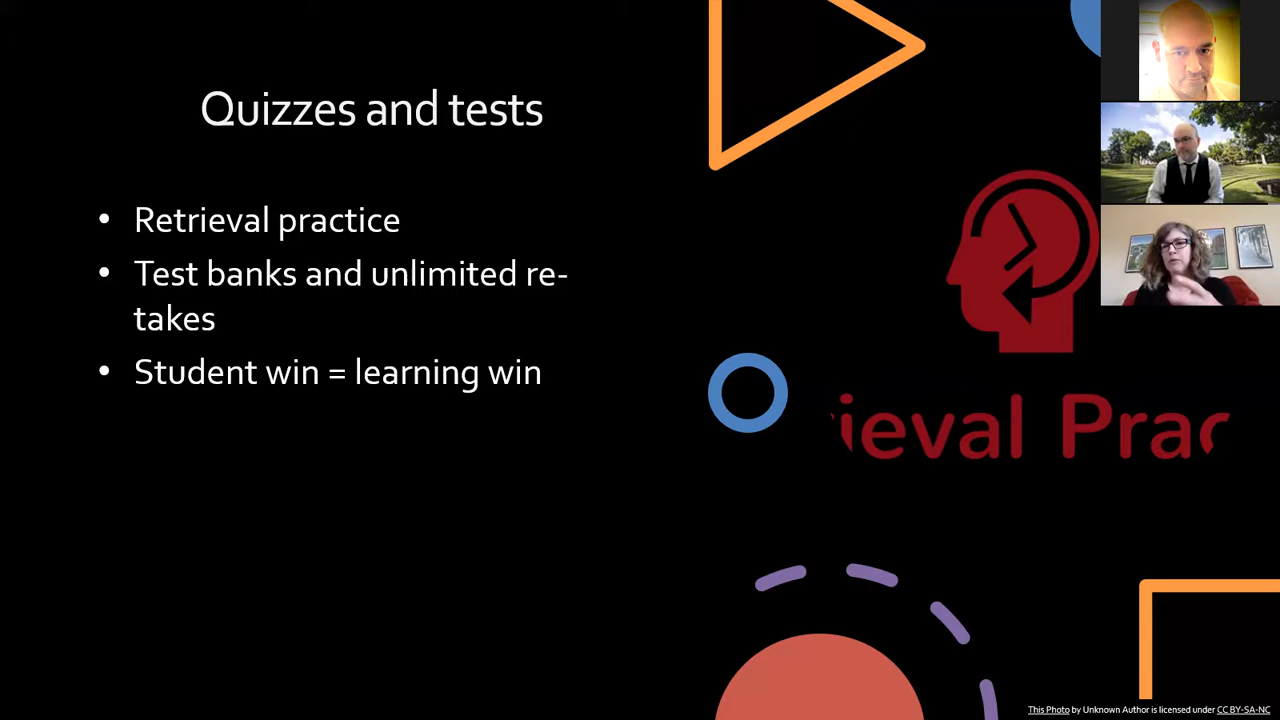 Quizzes and tests
• Retrieval practice
• Test banks and unlimited re-
takes
• Student win = learning win
ieval Prac
This Photo by Unknown Author is licensed under CC BY-SA-NC